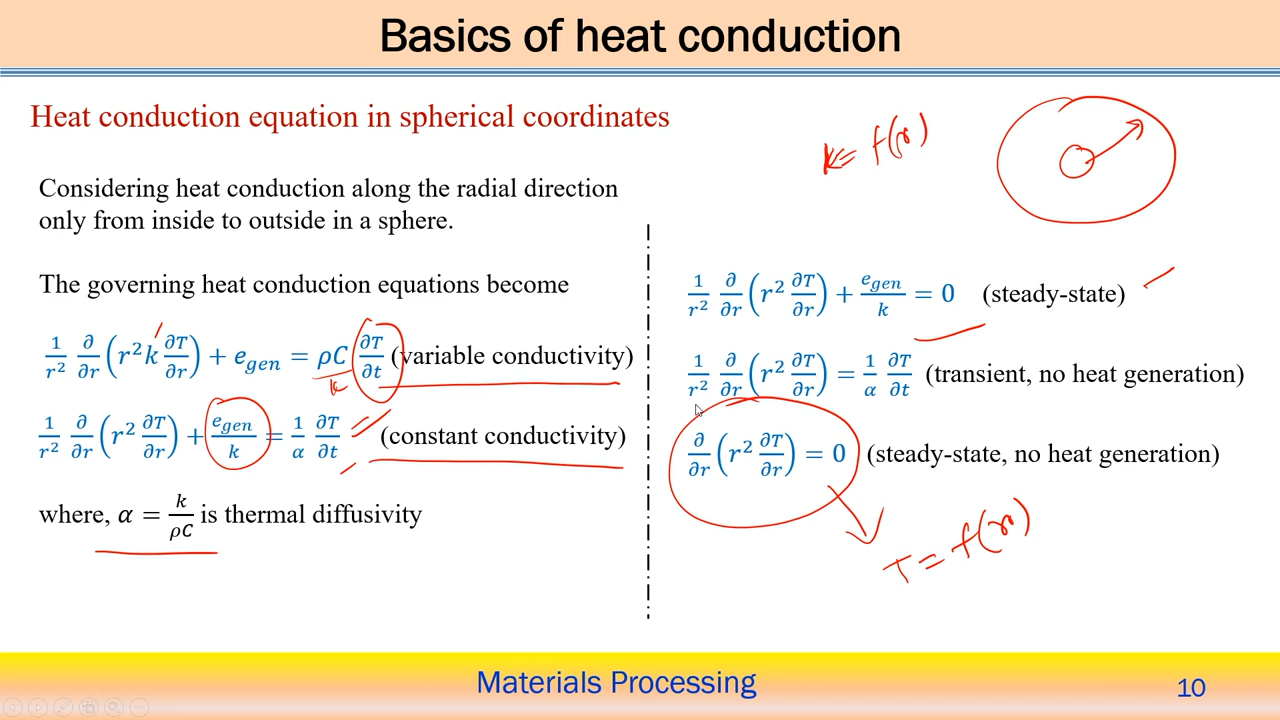 Basics of heat conduction
Heat conduction equation in spherical coordinates
Considering heat conduction along the radial direction
only from inside to outside in a sphere.
The governing heat conduction equations become
1/r² ∂/∂r (r²k ∂T/∂r) + e_gen = ρC ∂T/∂t (variable conductivity)
k
1/r² ∂/∂r (r² ∂T/∂r) + e_gen/k = 1/α ∂T/∂t (constant conductivity)
where, α = k/ρC is thermal diffusivity
k = f(r)
1/r² ∂/∂r (r² ∂T/∂r) + e_gen/k = 0 (steady-state)
1/r² ∂/∂r (r² ∂T/∂r) = 1/α ∂T/∂t (transient, no heat generation)
∂/∂r (r² ∂T/∂r) = 0 (steady-state, no heat generation)
T = f(r)
Materials Processing
10